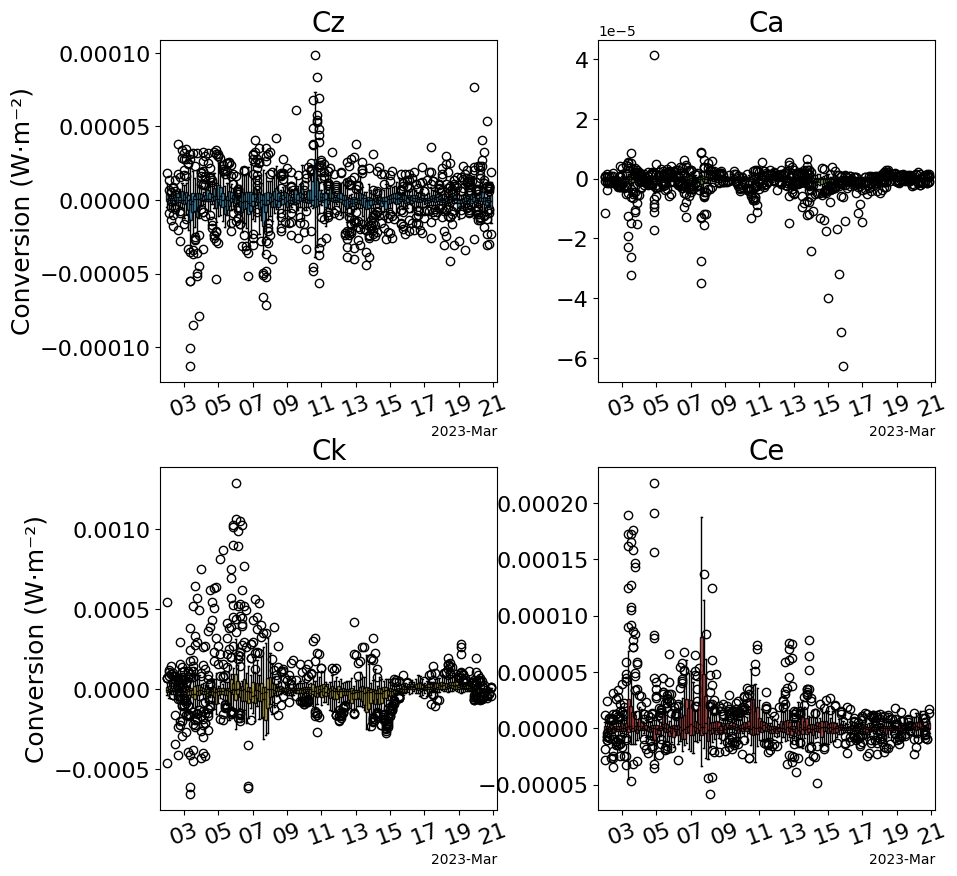 Cz
Conversion (W·m⁻²)
0.00010
0.00005
0.00000
−0.00005
−0.00010
03 05 07 09 11 13 15 17 19 21
2023-Mar
Ca
1e−5
4
2
0
−2
−4
−6
03 05 07 09 11 13 15 17 19 21
2023-Mar
Ck
Conversion (W·m⁻²)
0.0010
0.0005
0.0000
−0.0005
03 05 07 09 11 13 15 17 19 21
2023-Mar
Ce
0.00020
0.00015
0.00010
0.00005
0.00000
−0.00005
03 05 07 09 11 13 15 17 19 21
2023-Mar